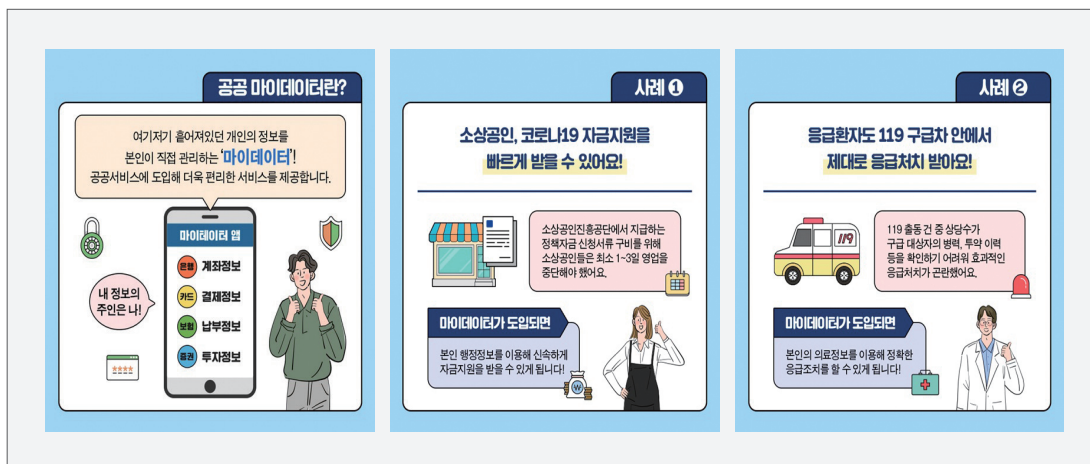 공공 마이데이터란?
여기저기 흩어져있던 개인의 정보를
본인이 직접 관리하는 '마이데이터'!
공공서비스에 도입해 더욱 편리한 서비스를 제공합니다.
마이테이터 앱
은행 계좌정보
카드 결제정보
보험 납부정보
증권 투자정보
내 정보의
주인은 나!
****
사례 ❶
소상공인, 코로나19 자금지원을
빠르게 받을 수 있어요!
소상공인진흥공단에서 지급하는
정책자금 신청서류 구비를 위해
소상공인들은 최소 1~3일 영업을
중단해야 했어요.
마이데이터가 도입되면
본인 행정정보를 이용해 신속하게
자금지원을 받을 수 있게 됩니다!
₩
사례 ❷
응급환자도 119 구급차 안에서
제대로 응급처치 받아요!
119
119 출동 건 중 상당수가
구급 대상자의 병력, 투약 이력
등을 확인하기 어려워 효과적인
응급처치가 곤란했어요.
마이데이터가 도입되면
본인의 의료정보를 이용해 정확한
응급조치를 할 수 있게 됩니다!